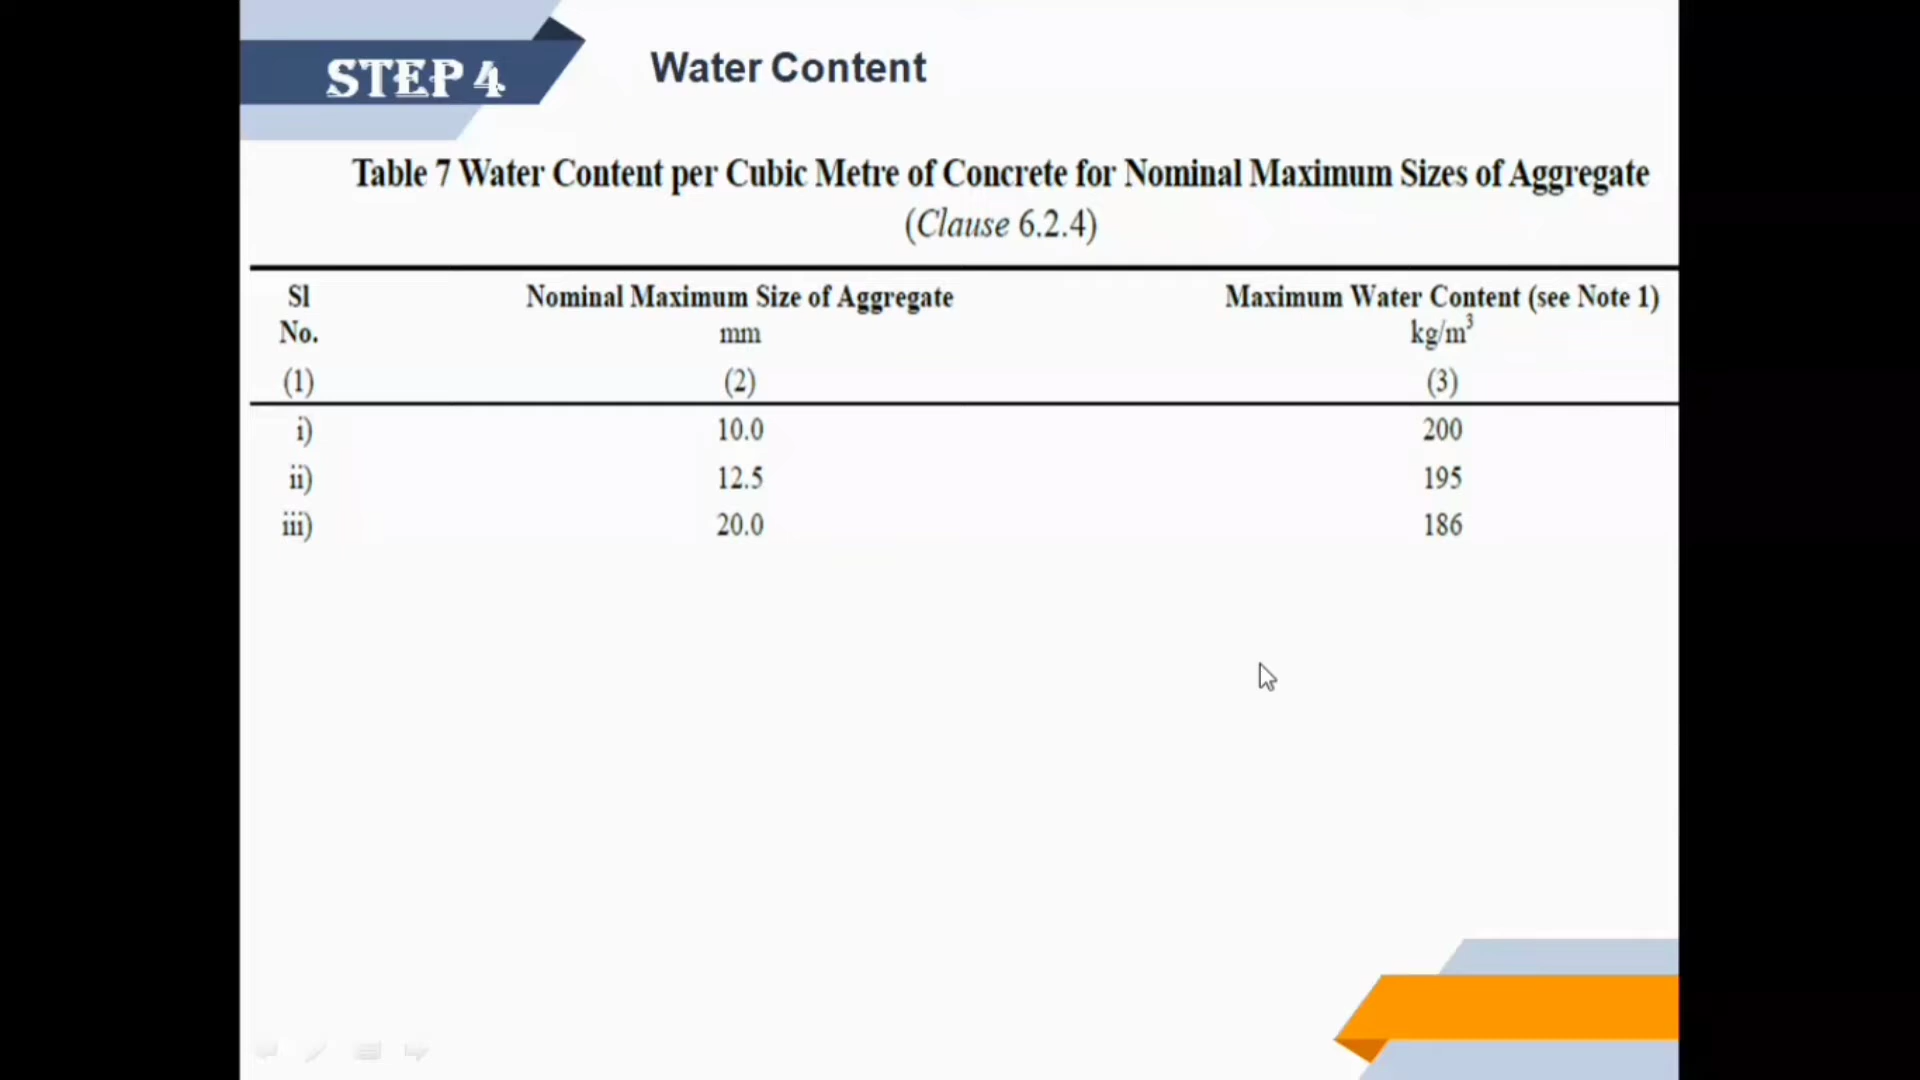 STEP 4
Water Content
Table 7 Water Content per Cubic Metre of Concrete for Nominal Maximum Sizes of Aggregate
(Clause 6.2.4)
Sl No. Nominal Maximum Size of Aggregate mm Maximum Water Content (see Note 1) kg/m³
(1) (2) (3)
i) 10.0 200
ii) 12.5 195
iii) 20.0 186